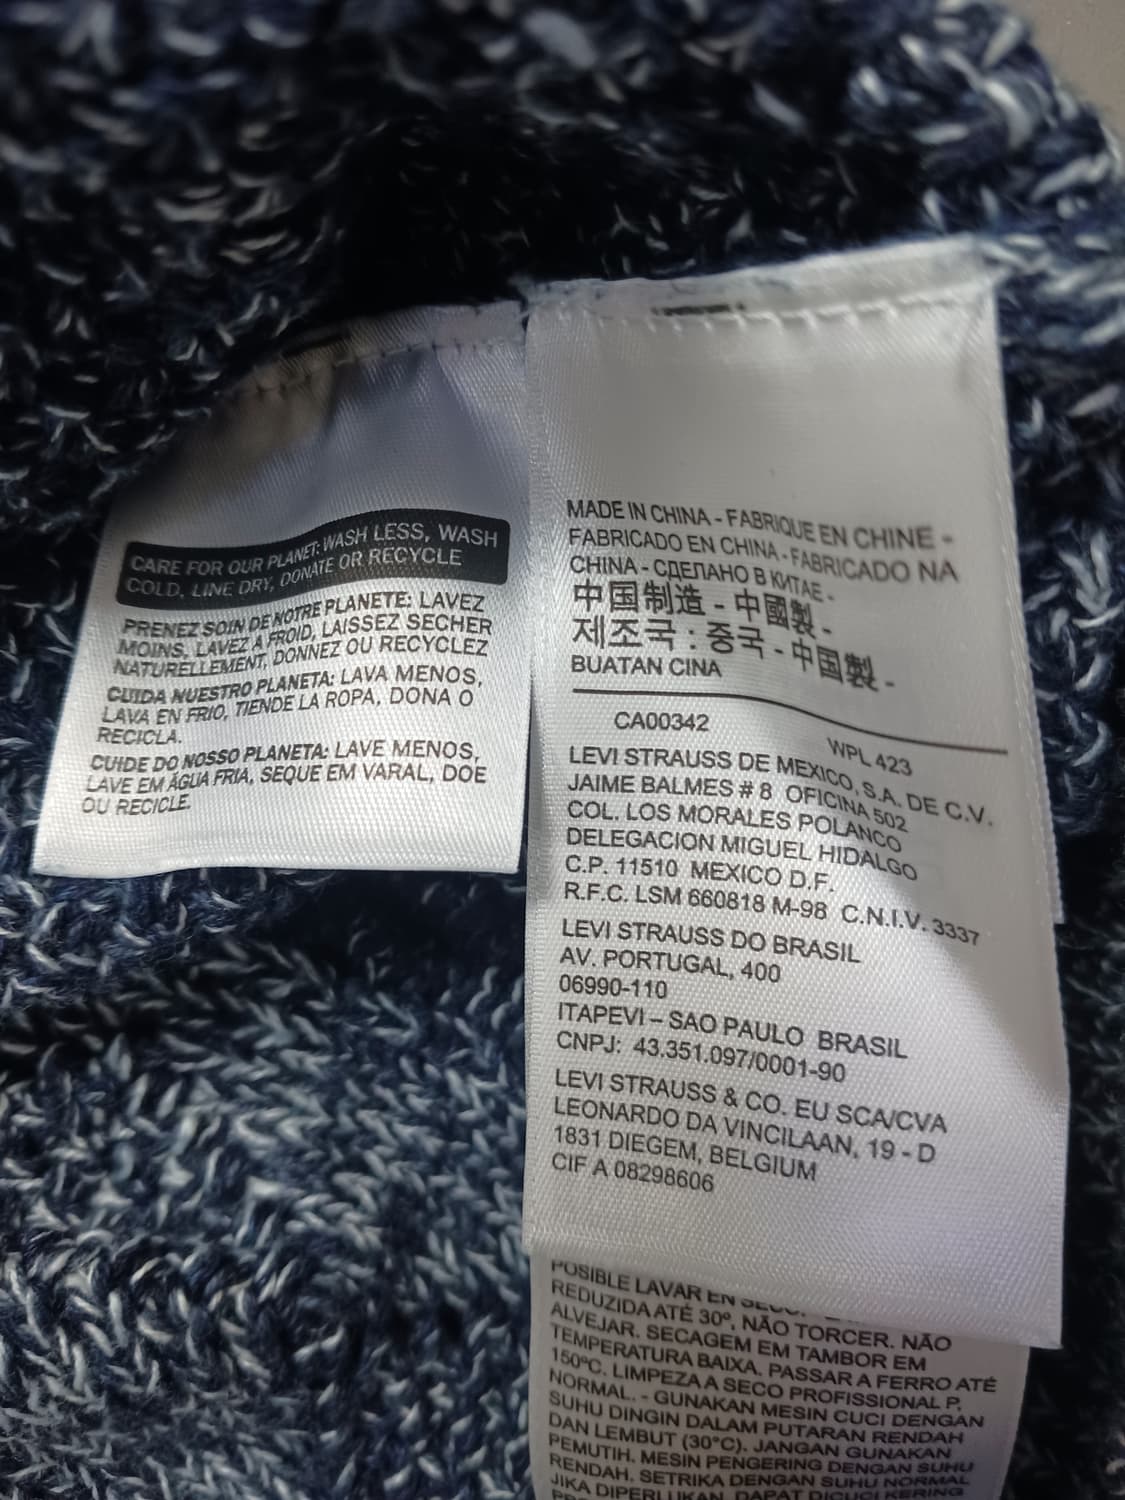 CARE FOR OUR PLANET: WASH LESS, WASH
COLD, LINE DRY, DONATE OR RECYCLE
PRENEZ SOIN DE NOTRE PLANETE: LAVEZ
MOINS, LAVEZ A FROID, LAISSEZ SECHER
NATURELLEMENT, DONNEZ OU RECYCLEZ
CUIDA NUESTRO PLANETA: LAVA MENOS,
LAVA EN FRIO, TIENDE LA ROPA, DONA O
RECICLA.
CUIDE DO NOSSO PLANETA: LAVE MENOS,
LAVE EM ÁGUA FRIA, SEQUE EM VARAL, DOE
OU RECICLE.
MADE IN CHINA - FABRIQUE EN CHINE -
FABRICADO EN CHINA - FABRICADO NA
CHINA - СДЕЛАНО В КИТАЕ -
中国制造 - 中國製 -
제조국 : 중국 - 中国製 -
BUATAN CINA
CA00342 WPL 423
LEVI STRAUSS DE MEXICO, S.A. DE C.V.
JAIME BALMES # 8 OFICINA 502
COL. LOS MORALES POLANCO
DELEGACION MIGUEL HIDALGO
C.P. 11510 MEXICO D.F.
R.F.C. LSM 660818 M-98 C.N.I.V. 3337
LEVI STRAUSS DO BRASIL
AV. PORTUGAL, 400
06990-110
ITAPEVI – SAO PAULO BRASIL
CNPJ: 43.351.097/0001-90
LEVI STRAUSS & CO. EU SCA/CVA
LEONARDO DA VINCILAAN, 19 - D
1831 DIEGEM, BELGIUM
CIF A 08298606
POSIBLE LAVAR EN SECO.
REDUZIDA ATÉ 30º, NÃO TORCER. NÃO
ALVEJAR. SECAGEM EM TAMBOR EM
TEMPERATURA BAIXA. PASSAR A FERRO ATÉ
150ºC. LIMPEZA A SECO PROFISSIONAL P,
NORMAL. - GUNAKAN MESIN CUCI DENGAN
SUHU DINGIN DALAM PUTARAN RENDAH
DAN LEMBUT (30°C). JANGAN GUNAKAN
PEMUTIH. MESIN PENGERING DENGAN SUHU
RENDAH. SETRIKA DENGAN SUHU NORMAL
JIKA DIPERLUKAN. DAPAT DICUCI KERING